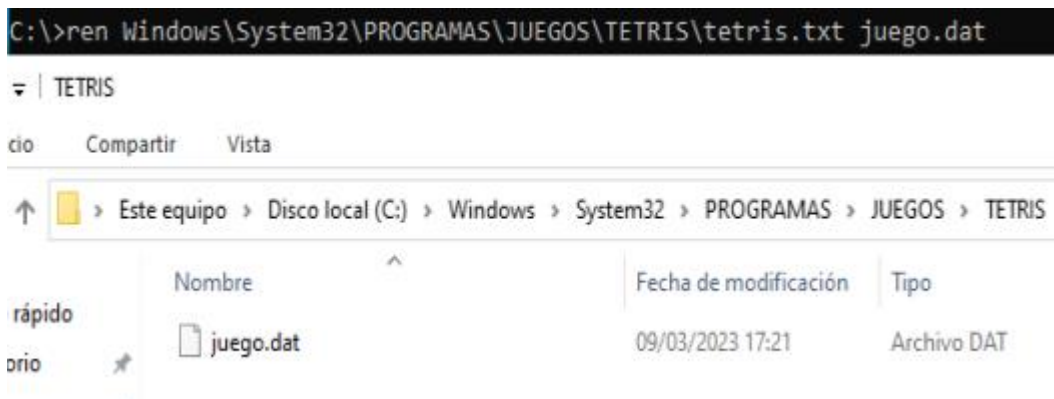 C:\>ren Windows\System32\PROGRAMAS\JUEGOS\TETRIS\tetris.txt juego.dat
TETRIS
cio Compartir Vista
Este equipo > Disco local (C:) > Windows > System32 > PROGRAMAS > JUEGOS > TETRIS
Nombre Fecha de modificación Tipo
rápido
juego.dat 09/03/2023 17:21 Archivo DAT
orio